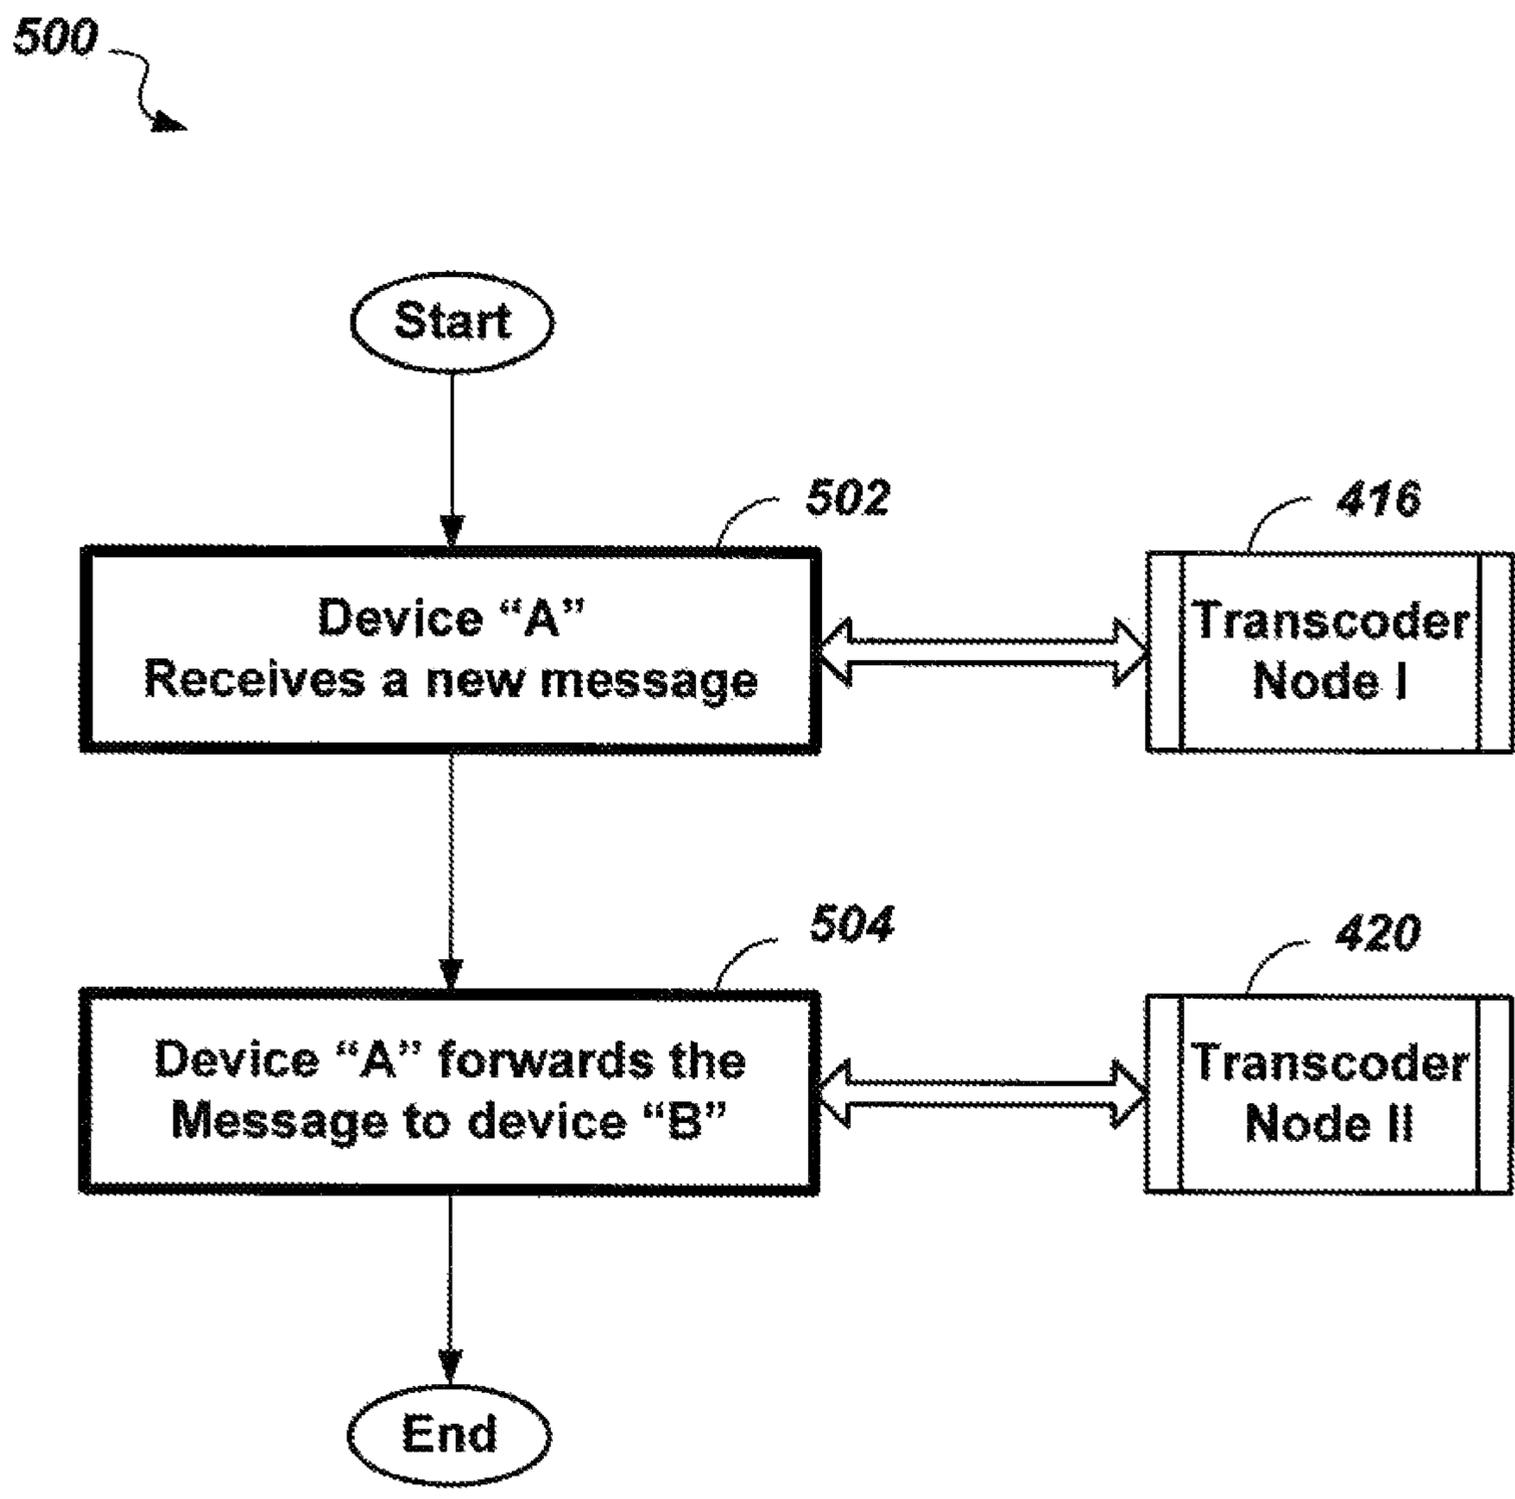 500
Start
502
416
Device “A”
Receives a new message
Transcoder
Node I
504
420
Device “A” forwards the
Message to device “B”
Transcoder
Node II
End